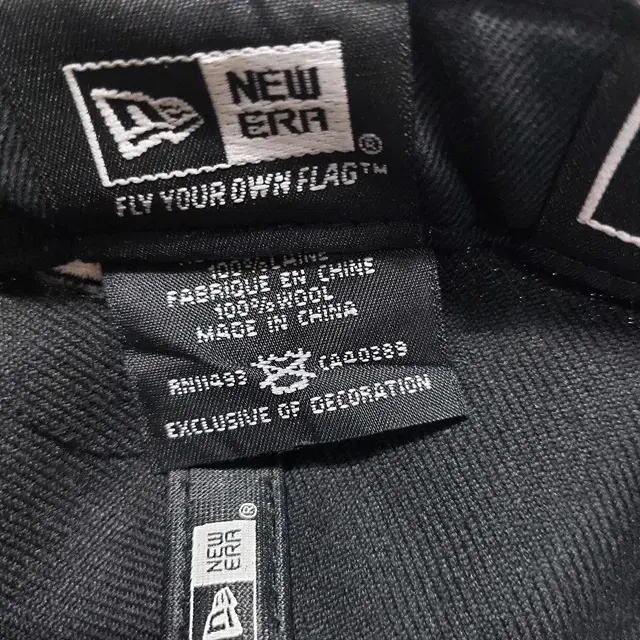 NEW
ERA
®
FLY YOUR OWN FLAG™
100% LAINE
FABRIQUE EN CHINE
100% WOOL
MADE IN CHINA
RN11493 CA40289
EXCLUSIVE OF DECORATION
NEW
ERA
®